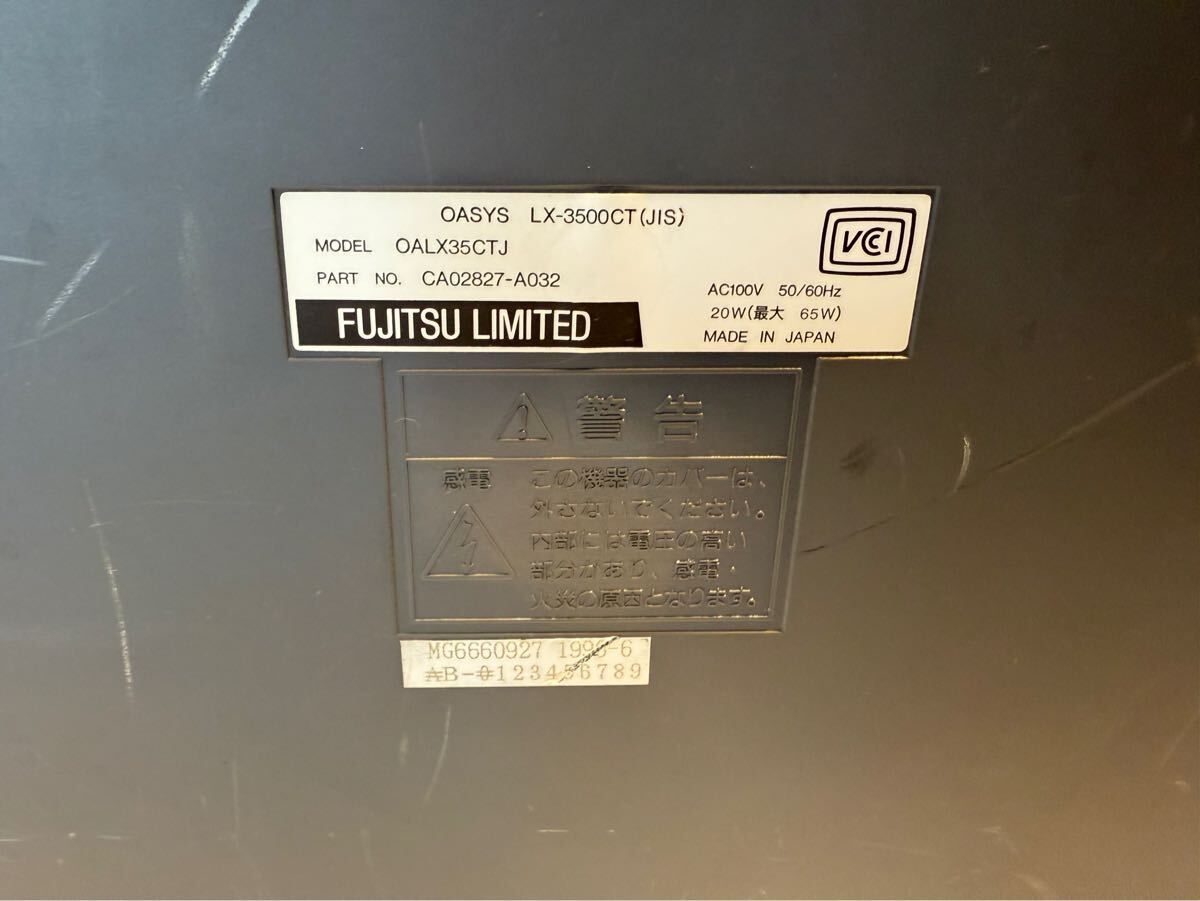 OASYS LX-3500CT(JIS)
MODEL OALX35CTJ
PART NO. CA02827-A032
FUJITSU LIMITED
VCCI
AC100V 50/60Hz
20W(最大 65W)
MADE IN JAPAN
警告
感電
この機器のカバーは、
外さないでください。
内部には電圧の高い
部分があり、感電・
火災の原因となります。
MG6660927 1996-6
AB-0123456789